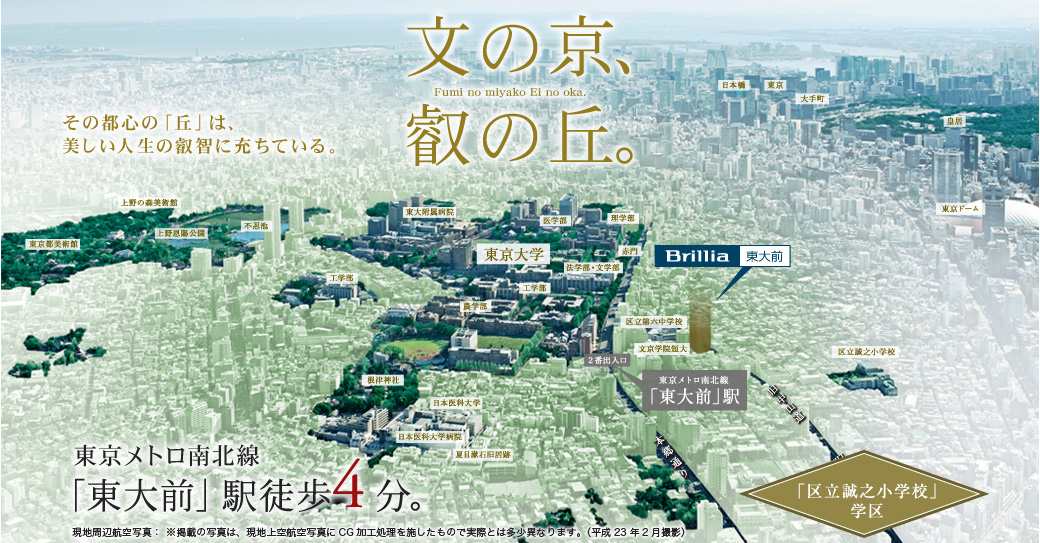 文の京、
Fumi no miyako Ei no oka.
叡の丘。
その都心の「丘」は、
美しい人生の叡智に充ちている。
日本橋
東京
大手町
皇居
東京ドーム
上野の森美術館
東京都美術館
上野恩賜公園
不忍池
東大附属病院
医学部
理学部
東京大学
赤門
法学部・文学部
工学部
工学部
農学部
Brillia 東大前
区立第六中学校
文京学院短大
2番出入口
東京メトロ南北線
「東大前」駅
区立誠之小学校
根津神社
日本医科大学
日本医科大学病院
夏目漱石旧居跡
本郷通り
東京メトロ南北線
「東大前」駅徒歩4分。
「区立誠之小学校」
学区
現地周辺航空写真: ※掲載の写真は、現地上空航空写真にCG加工処理を施したもので実際とは多少異なります。(平成23年2月撮影)